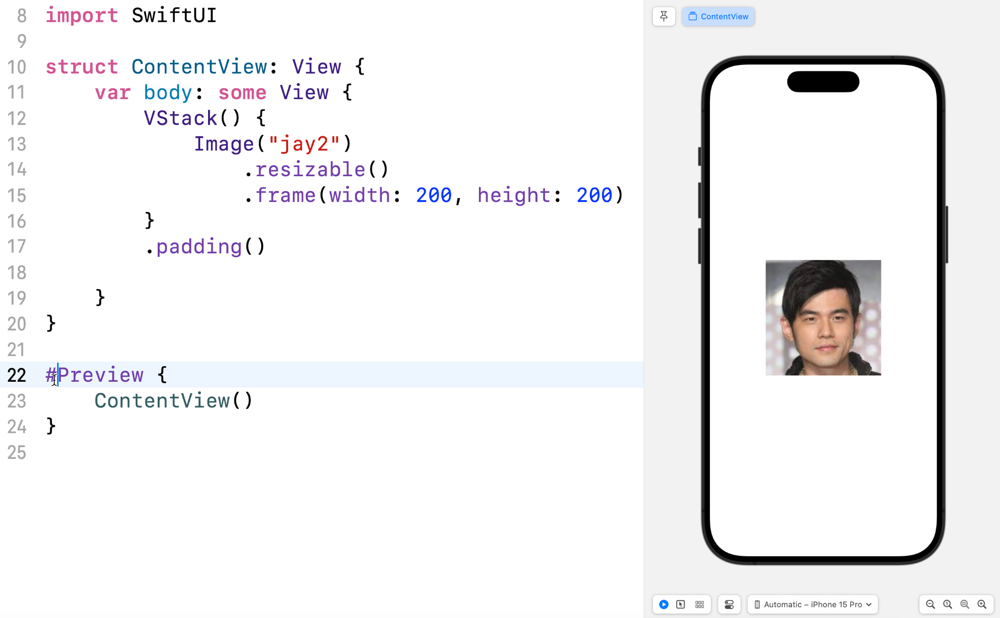 8 import SwiftUI
9
10 struct ContentView: View {
11     var body: some View {
12         VStack() {
13             Image("jay2")
14                 .resizable()
15                 .frame(width: 200, height: 200)
16         }
17         .padding()
18
19     }
20 }
21
22 #Preview {
23     ContentView()
24 }
25
ContentView
Automatic – iPhone 15 Pro